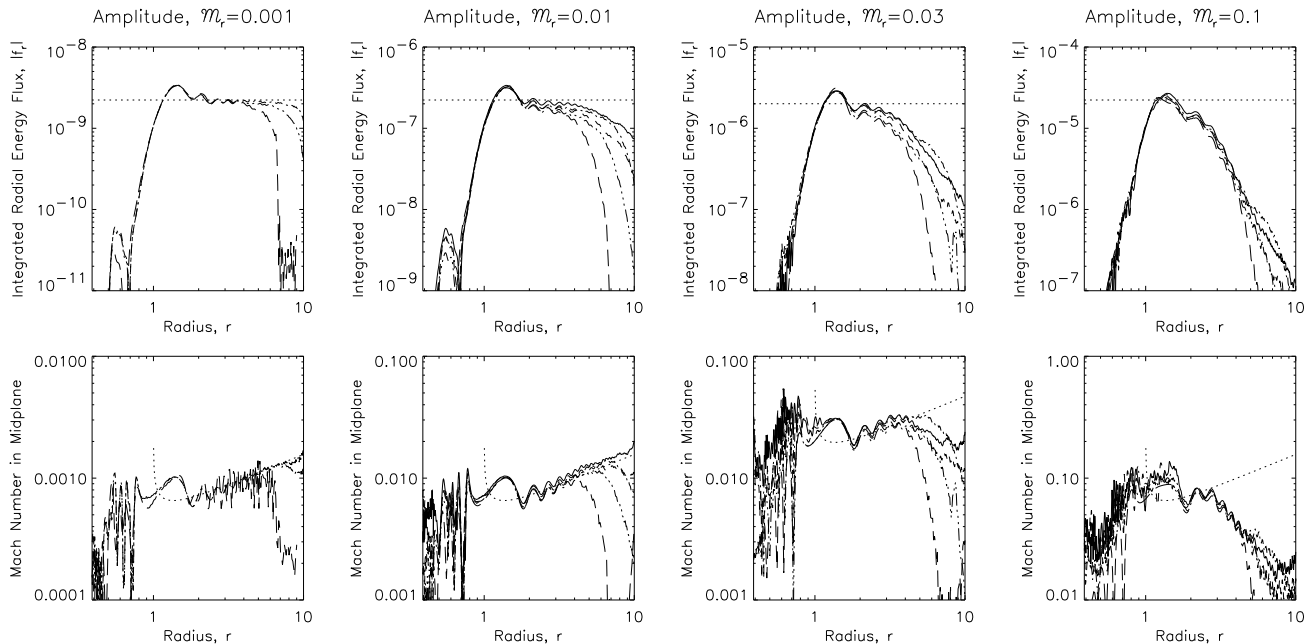 Amplitude, ℳr=0.001
Amplitude, ℳr=0.01
Amplitude, ℳr=0.03
Amplitude, ℳr=0.1
Integrated Radial Energy Flux, |fr|
10⁻⁸
10⁻⁹
10⁻¹⁰
10⁻¹¹
1
10
Radius, r
Integrated Radial Energy Flux, |fr|
10⁻⁶
10⁻⁷
10⁻⁸
10⁻⁹
1
10
Radius, r
Integrated Radial Energy Flux, |fr|
10⁻⁵
10⁻⁶
10⁻⁷
10⁻⁸
1
10
Radius, r
Integrated Radial Energy Flux, |fr|
10⁻⁴
10⁻⁵
10⁻⁶
10⁻⁷
1
10
Radius, r
Mach Number in Midplane
0.0100
0.0010
0.0001
1
10
Radius, r
Mach Number in Midplane
0.100
0.010
0.001
1
10
Radius, r
Mach Number in Midplane
0.100
0.010
0.001
1
10
Radius, r
Mach Number in Midplane
1.00
0.10
0.01
1
10
Radius, r